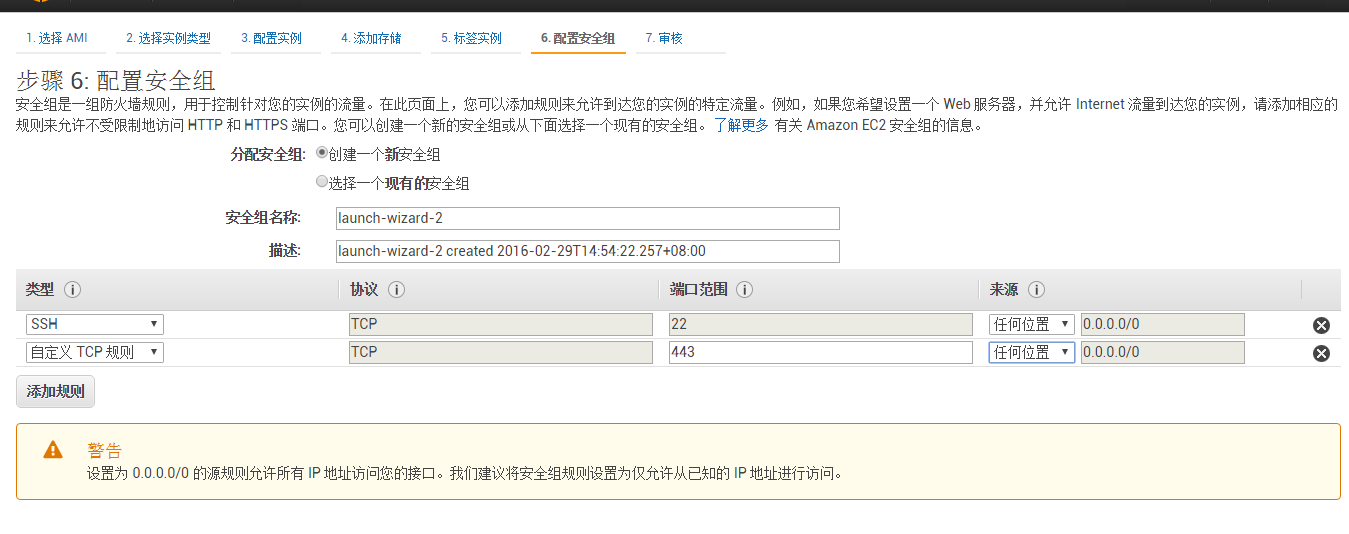 1. 选择 AMI 2. 选择实例类型 3. 配置实例 4. 添加存储 5. 标签实例 6. 配置安全组 7. 审核
步骤 6: 配置安全组
安全组是一组防火墙规则，用于控制针对您的实例的流量。在此页面上，您可以添加规则来允许到达您的实例的特定流量。例如，如果您希望设置一个 Web 服务器，并允许 Internet 流量到达您的实例，请添加相应的
规则来允许不受限制地访问 HTTP 和 HTTPS 端口。您可以创建一个新的安全组或从下面选择一个现有的安全组。 了解更多 有关 Amazon EC2 安全组的信息。
分配安全组: 创建一个新安全组
选择一个现有的安全组
安全组名称: launch-wizard-2
描述: launch-wizard-2 created 2016-02-29T14:54:22.257+08:00
类型 i 协议 i 端口范围 i 来源 i
SSH TCP 22 任何位置 0.0.0.0/0
自定义 TCP 规则 TCP 443 任何位置 0.0.0.0/0
添加规则
警告
设置为 0.0.0.0/0 的源规则允许所有 IP 地址访问您的接口。我们建议将安全组规则设置为仅允许从已知的 IP 地址进行访问。